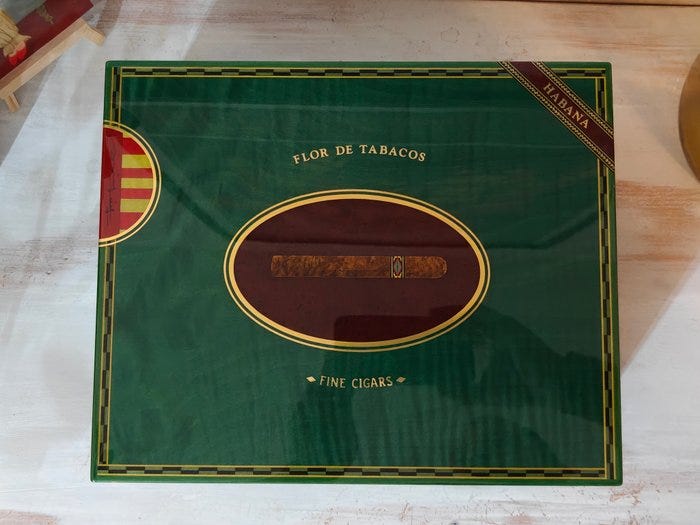 HABANA
FLOR DE TABACOS
FINE CIGARS